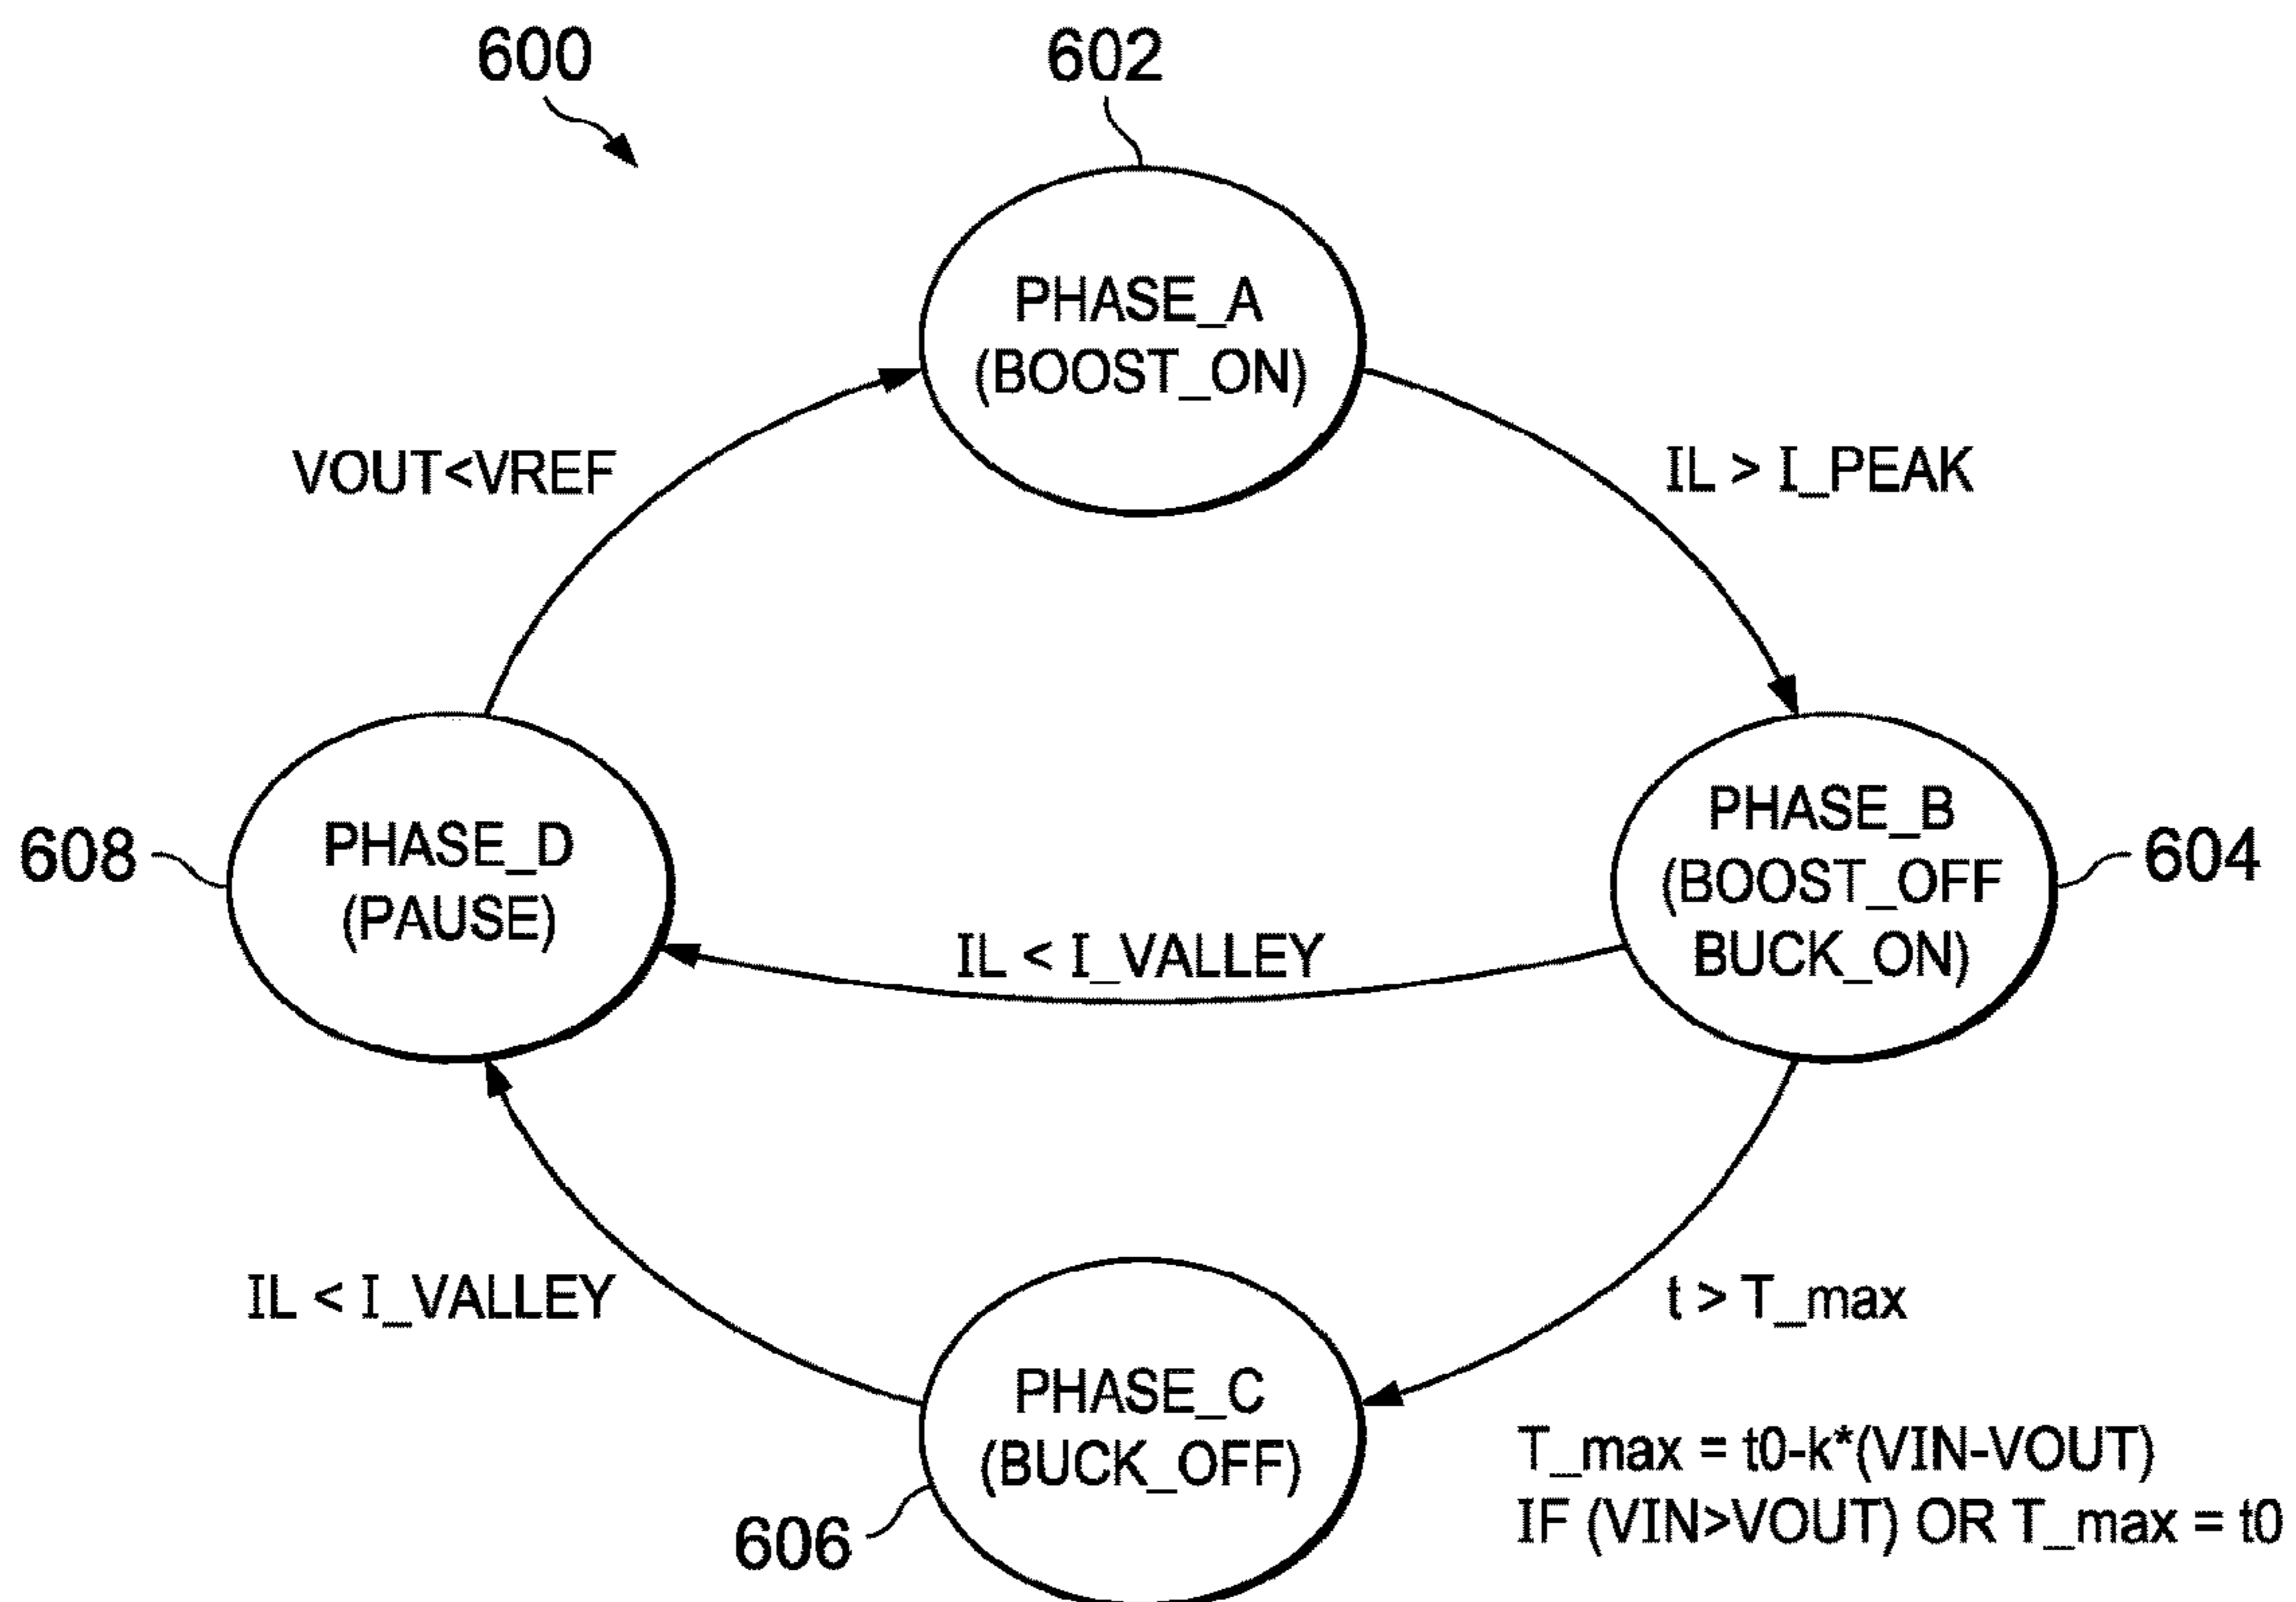 600
602
PHASE_A
(BOOST_ON)
VOUT<VREF
IL > I_PEAK
PHASE_D
(PAUSE)
608
PHASE_B
(BOOST_OFF
BUCK_ON)
604
IL < I_VALLEY
IL < I_VALLEY
t > T_max
PHASE_C
(BUCK_OFF)
606
T_max = t0-k*(VIN-VOUT)
IF (VIN>VOUT) OR T_max = t0